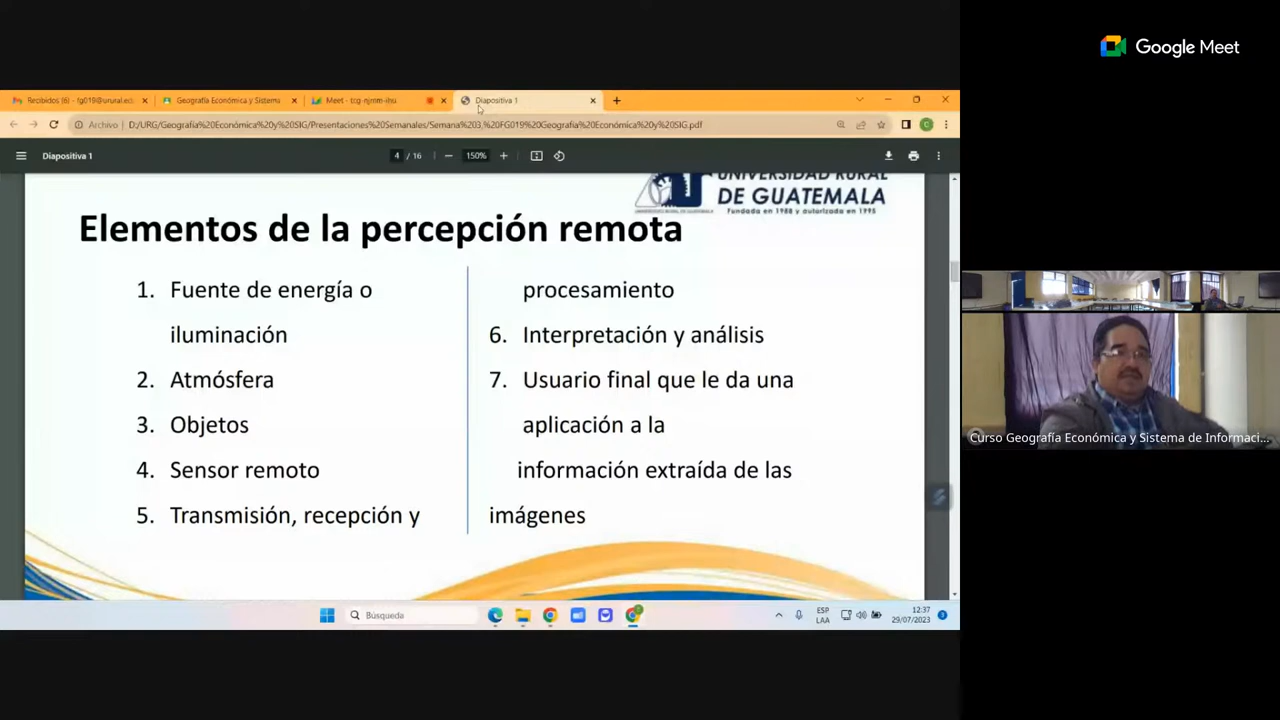 Google Meet
Recibidos (6) - fg019@urural.ed
Geografía Económica y Sistema
Meet - tcg-njmm-ihu
Diapositiva 1
Archivo
D:/URG/Geografía%20Económica%20y%20SIG/Presentaciones%20Semanales/Semana%203,%20FG019%20Geografía%20Económica%20y%20SIG.pdf
Diapositiva 1
4 / 16
150%
UNIVERSIDAD RURAL
DE GUATEMALA
Fundada en 1988 y autorizada en 1995
Elementos de la percepción remota
1. Fuente de energía o
iluminación
2. Atmósfera
3. Objetos
4. Sensor remoto
5. Transmisión, recepción y
procesamiento
6. Interpretación y análisis
7. Usuario final que le da una
aplicación a la
información extraída de las
imágenes
Curso Geografía Económica y Sistema de Informaci...
Búsqueda
ESP
LAA
12:37
29/07/2023